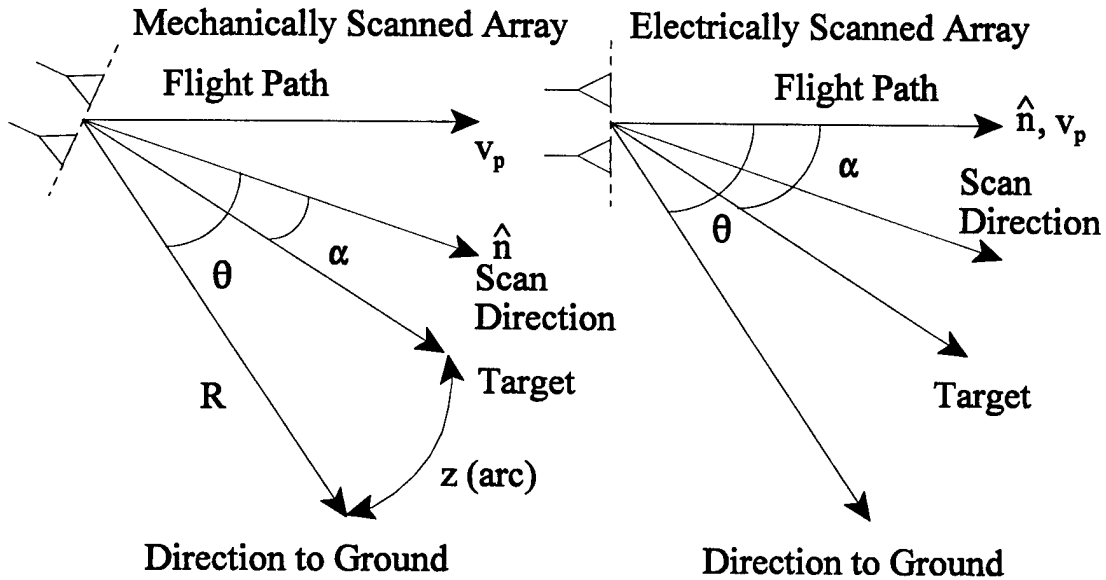 Mechanically Scanned Array
Flight Path
v_p
n̂
Scan
Direction
θ
α
Target
R
z (arc)
Direction to Ground
Electrically Scanned Array
Flight Path
n̂, v_p
α
Scan
Direction
θ
Target
Direction to Ground